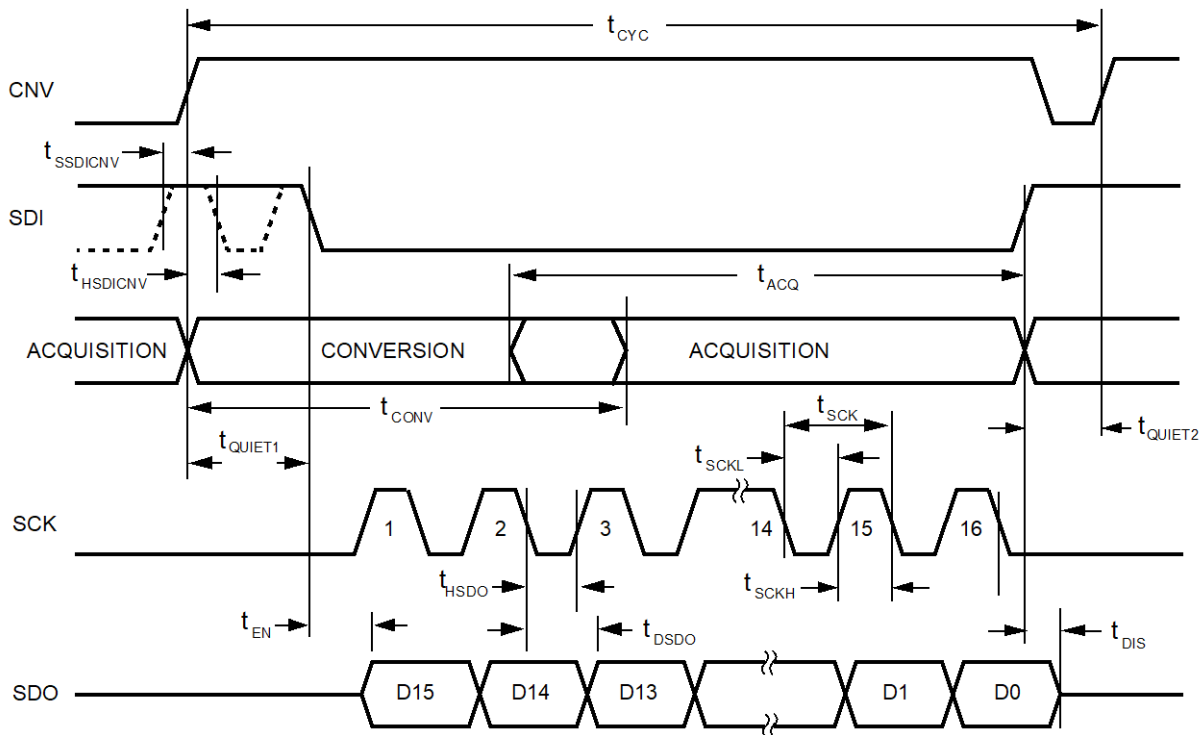 tCYC
CNV
tSSDICNV
SDI
tHSDICNV
tACQ
ACQUISITION CONVERSION ACQUISITION
tCONV
tSCK
tQUIET1
tQUIET2
tSCKL
SCK 1 2 3 14 15 16
tHSDO
tSCKH
tEN
tDSDO
tDIS
SDO D15 D14 D13 D1 D0